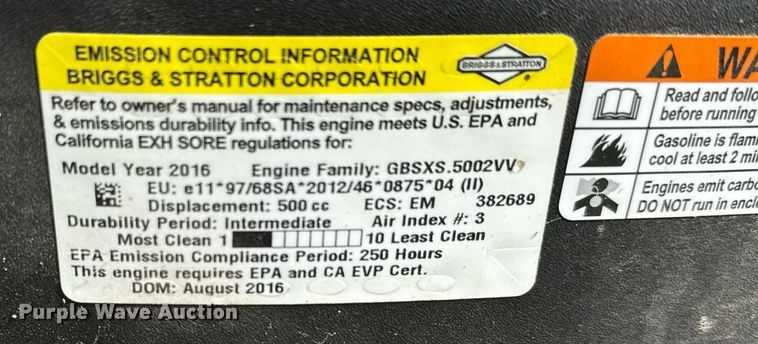 EMISSION CONTROL INFORMATION
BRIGGS & STRATTON CORPORATION
BRIGGS&STRATTON
Refer to owner's manual for maintenance specs, adjustments,
& emissions durability info. This engine meets U.S. EPA and
California EXH SORE regulations for:
Model Year 2016 Engine Family: GBSXS.5002VV
EU: e11*97/68SA*2012/46*0875*04 (II)
Displacement: 500 cc ECS: EM 382689
Durability Period: Intermediate Air Index #: 3
Most Clean 1 10 Least Clean
EPA Emission Compliance Period: 250 Hours
This engine requires EPA and CA EVP Cert.
DOM: August 2016
WA
Read and follo
before running
Gasoline is flam
cool at least 2 min
Engines emit carbo
DO NOT run in encl
Purple Wave Auction